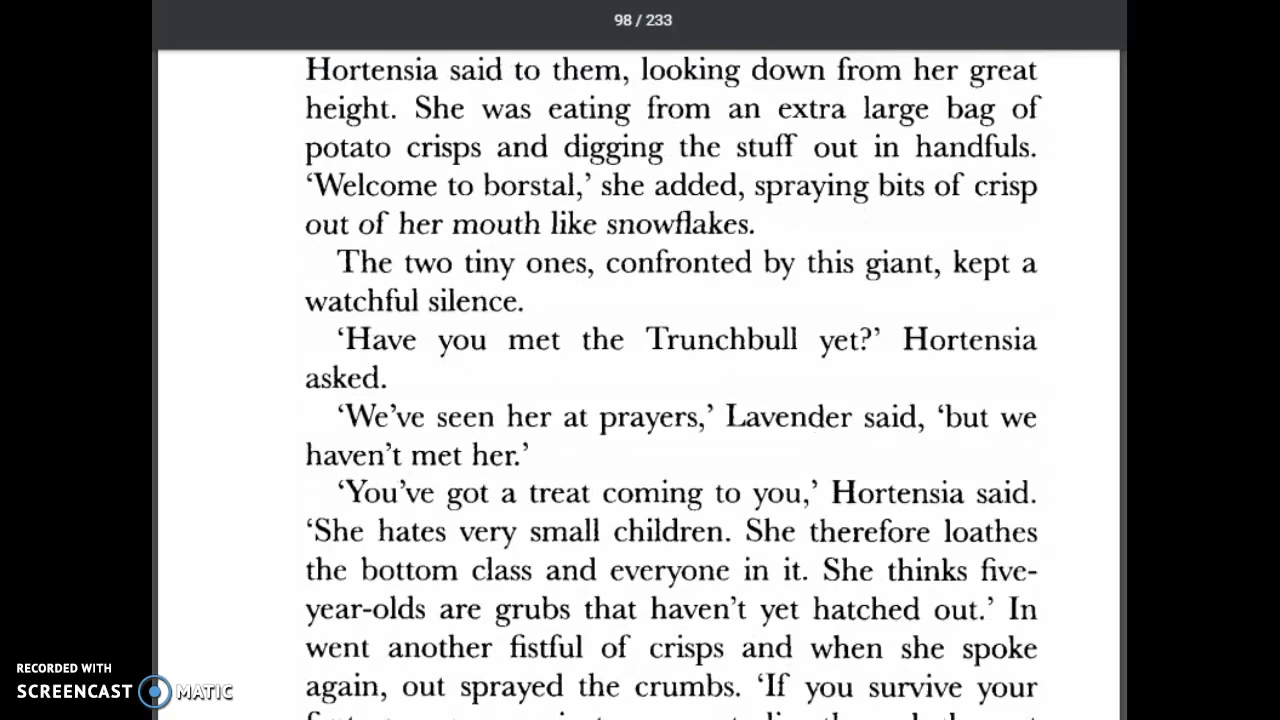 98 / 233
Hortensia said to them, looking down from her great
height. She was eating from an extra large bag of
potato crisps and digging the stuff out in handfuls.
‘Welcome to borstal,’ she added, spraying bits of crisp
out of her mouth like snowflakes.
The two tiny ones, confronted by this giant, kept a
watchful silence.
‘Have you met the Trunchbull yet?’ Hortensia
asked.
‘We’ve seen her at prayers,’ Lavender said, ‘but we
haven’t met her.’
‘You’ve got a treat coming to you,’ Hortensia said.
‘She hates very small children. She therefore loathes
the bottom class and everyone in it. She thinks five-
year-olds are grubs that haven’t yet hatched out.’ In
went another fistful of crisps and when she spoke
again, out sprayed the crumbs. ‘If you survive your
RECORDED WITH
SCREENCAST MATIC